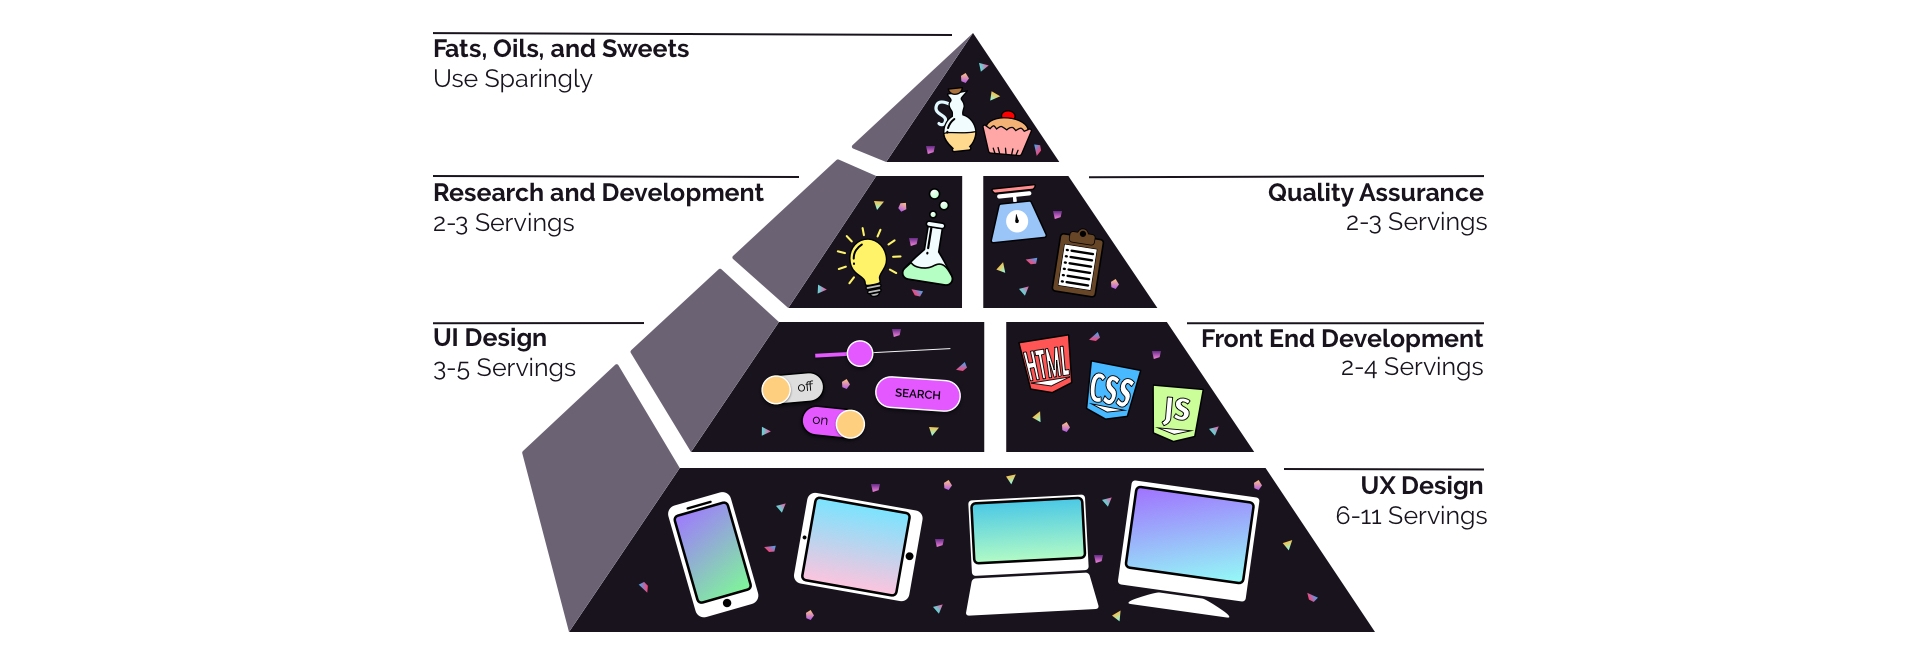 Fats, Oils, and Sweets
Use Sparingly
Research and Development
2-3 Servings
Quality Assurance
2-3 Servings
UI Design
3-5 Servings
off
on
SEARCH
HTML
CSS
JS
Front End Development
2-4 Servings
UX Design
6-11 Servings